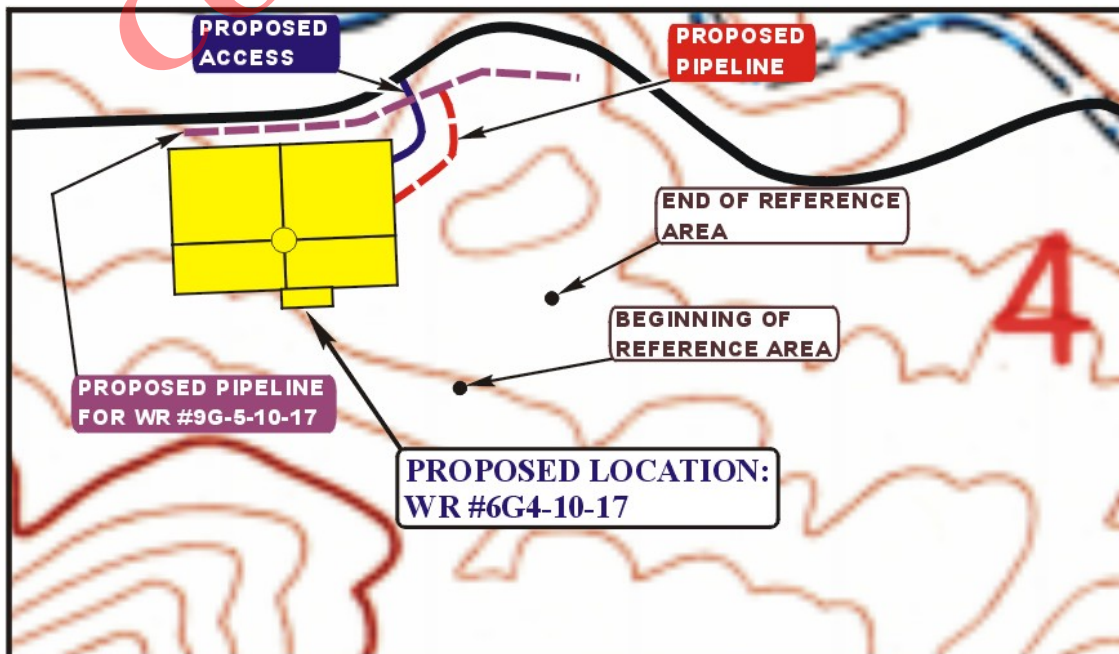 PROPOSED
ACCESS
PROPOSED
PIPELINE
END OF REFERENCE
AREA
4
BEGINNING OF
REFERENCE AREA
PROPOSED PIPELINE
FOR WR #9G-5-10-17
PROPOSED LOCATION:
WR #6G4-10-17